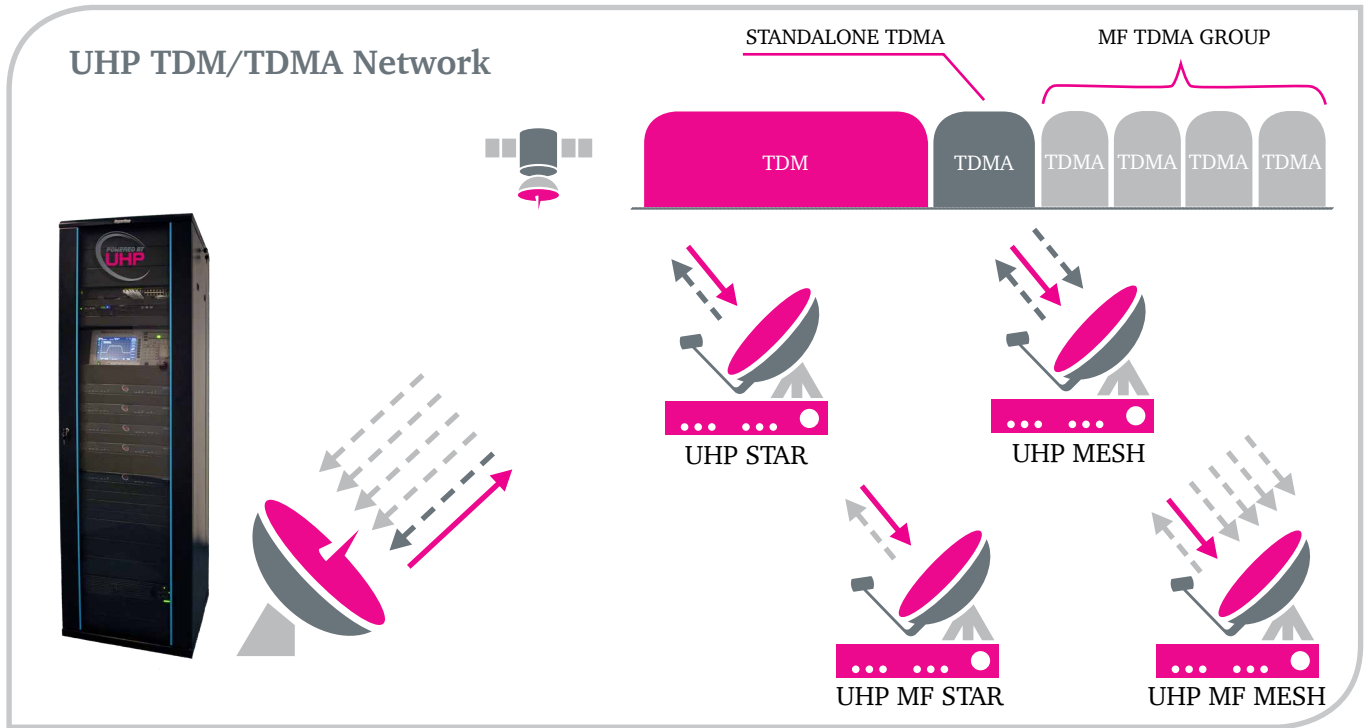 UHP TDM/TDMA Network
STANDALONE TDMA
MF TDMA GROUP
TDM
TDMA
TDMA
TDMA
TDMA
TDMA
POWERED BY
UHP
UHP STAR
UHP MESH
UHP MF STAR
UHP MF MESH